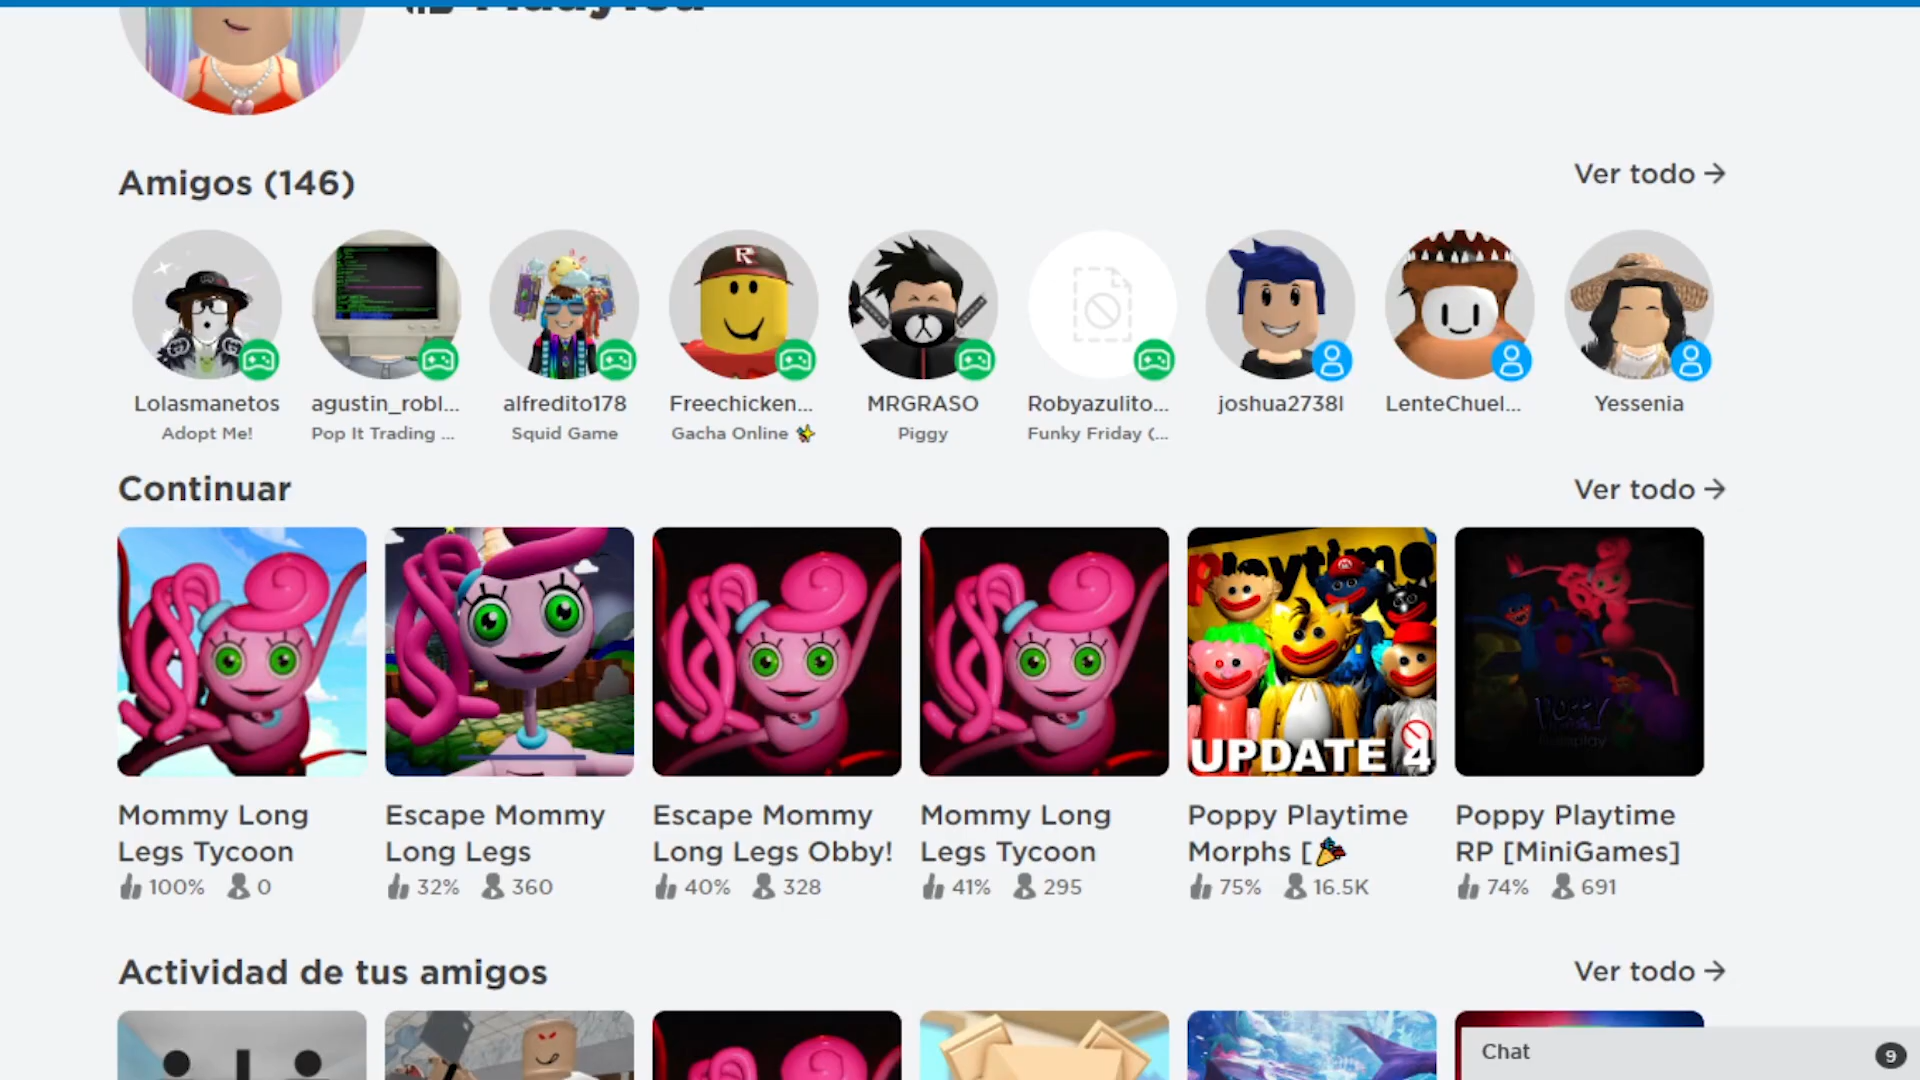 Amigos (146)
Ver todo →
Lolasmanetos
agustin_robl...
alfredito178
Freechicken...
MRGRASO
Robyazulito...
joshua2738l
LenteChuel...
Yessenia
Adopt Me!
Pop It Trading ...
Squid Game
Gacha Online ✨
Piggy
Funky Friday (...
Continuar
Ver todo →
Playtime
UPDATE 4
Mommy Long
Legs Tycoon
100% 0
Escape Mommy
Long Legs
32% 360
Escape Mommy
Long Legs Obby!
40% 328
Mommy Long
Legs Tycoon
41% 295
Poppy Playtime
Morphs [🎉
75% 16.5K
Poppy Playtime
RP [MiniGames]
74% 691
Actividad de tus amigos
Ver todo →
Chat
9